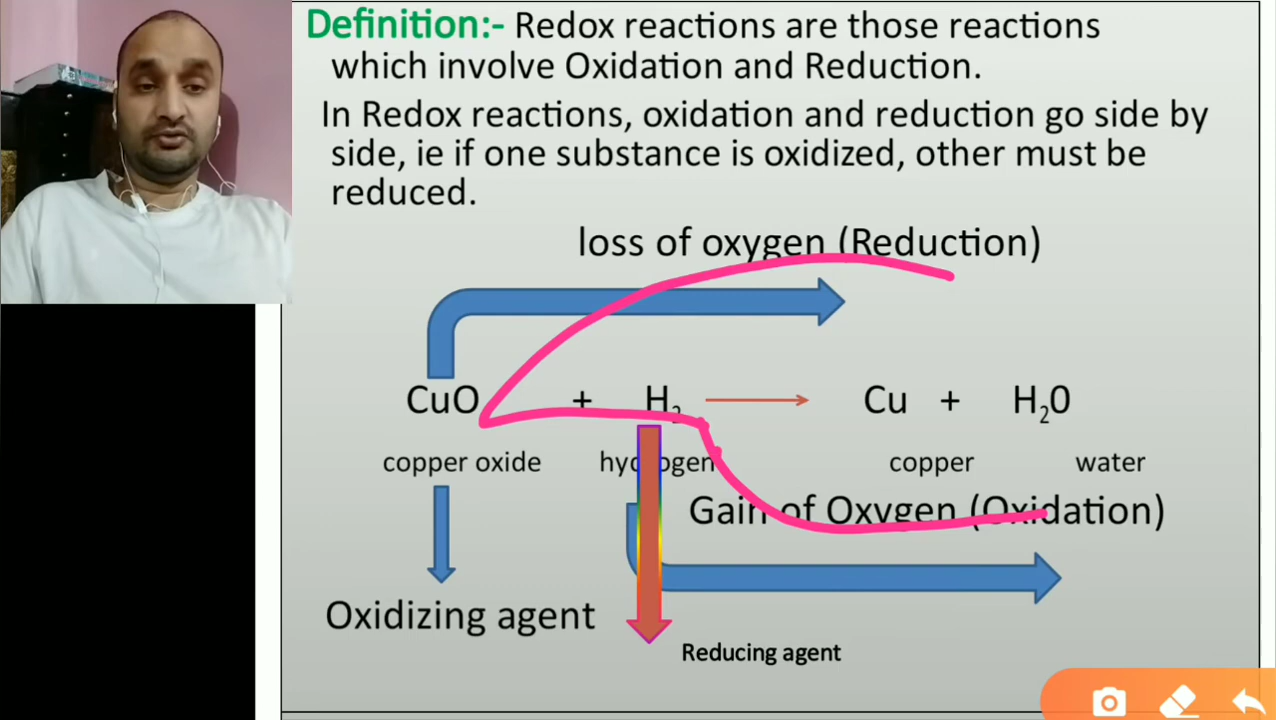 Definition:- Redox reactions are those reactions
which involve Oxidation and Reduction.
In Redox reactions, oxidation and reduction go side by
side, ie if one substance is oxidized, other must be
reduced.
loss of oxygen (Reduction)
CuO + H₂ → Cu + H₂0
copper oxide hydrogen copper water
Gain of Oxygen (Oxidation)
Oxidizing agent
Reducing agent